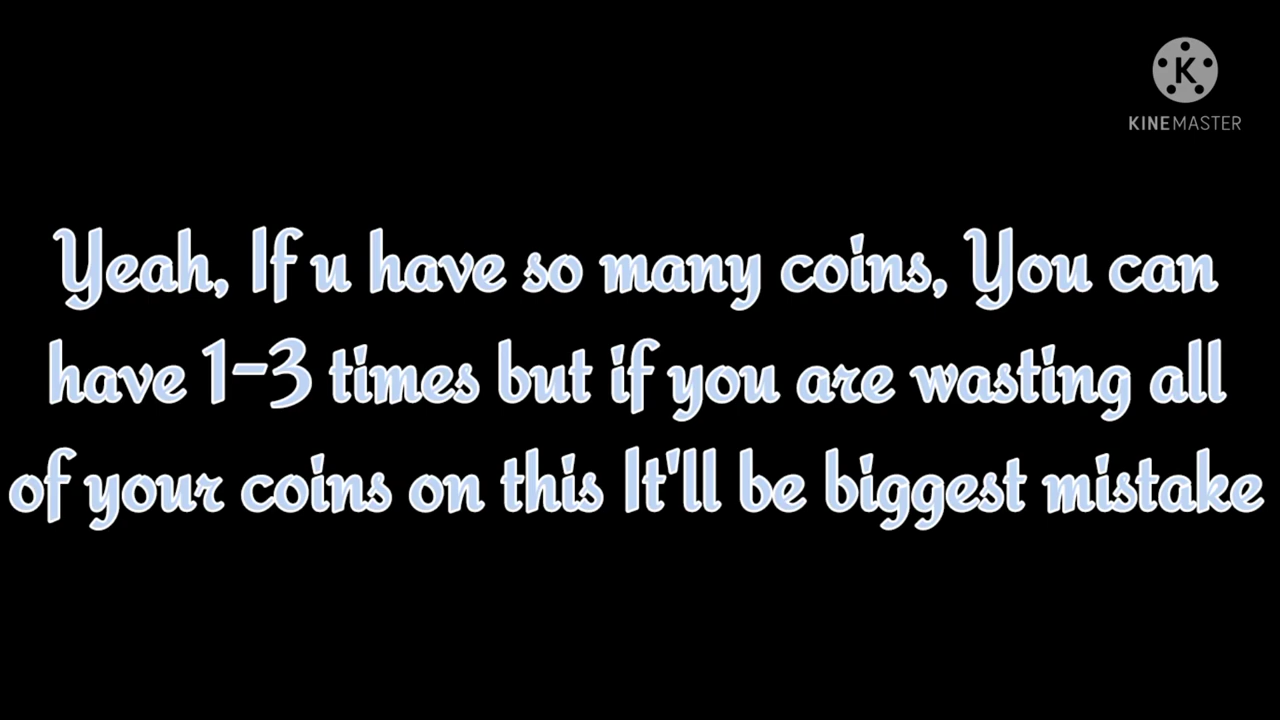 K
KINEMASTER
Yeah, If u have so many coins, You can
have 1-3 times but if you are wasting all
of your coins on this It'll be biggest mistake